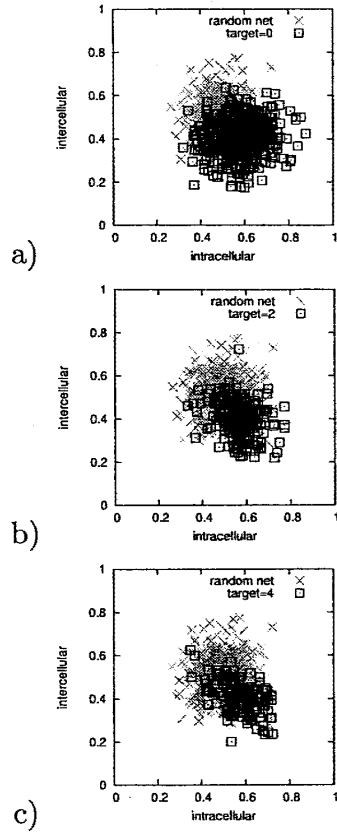 1
0.8
0.6
0.4
0.2
0
0 0.2 0.4 0.6 0.8 1
intercellular
intracellular
random net
target=0
a)
1
0.8
0.6
0.4
0.2
0
0 0.2 0.4 0.6 0.8 1
intercellular
intracellular
random net
target=2
b)
1
0.8
0.6
0.4
0.2
0
0 0.2 0.4 0.6 0.8 1
intercellular
intracellular
random net
target=4
c)